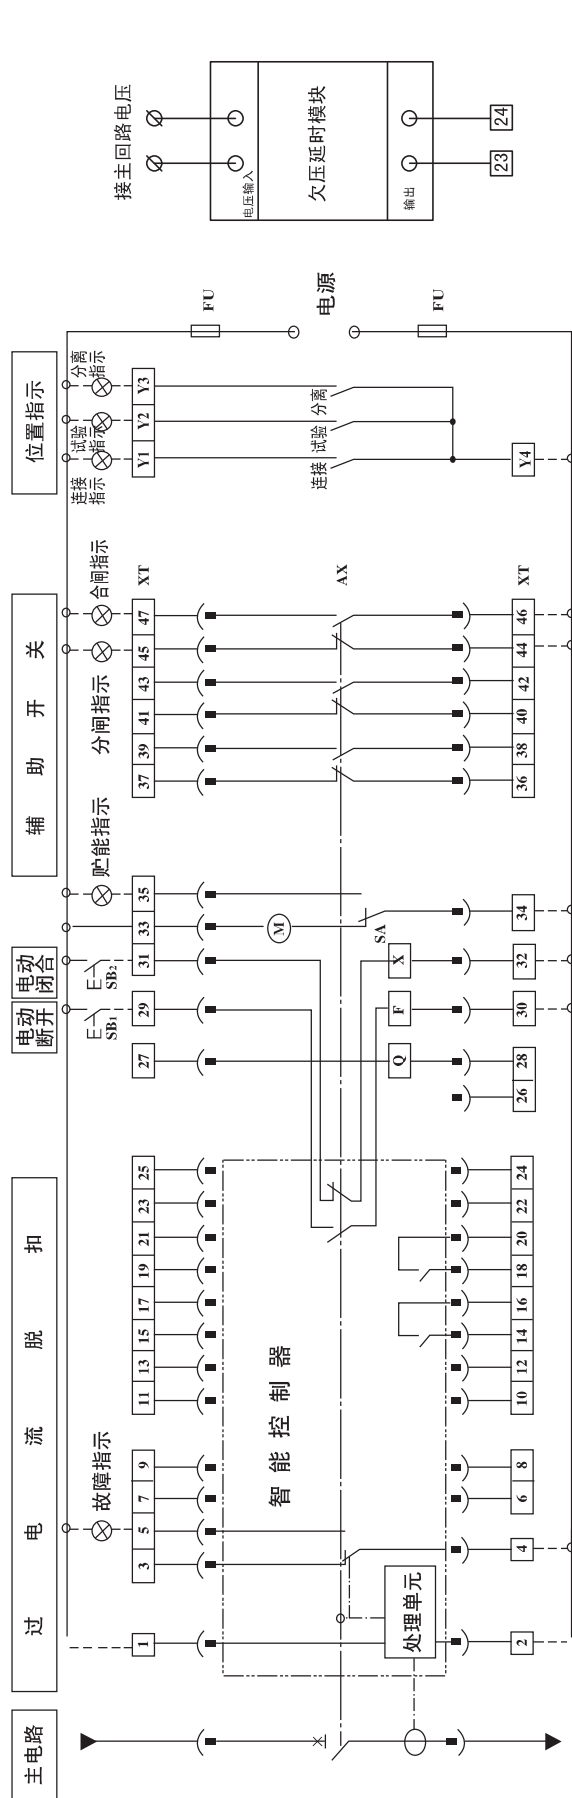 主电路
过电流脱扣
电动
断开
电动
闭合
辅助开关
位置指示
故障指示
SB1
SB2
贮能指示
分闸指示
合闸指示
连接
指示
试验
指示
分离
指示
接主回路电压
1 3 5 7 9 11 13 15 17 19 21 23 25 27 29 31 33 35 37 39 41 43 45 47 XT Y1 Y2 Y3
FU
电压输入
智能控制器
M
连接 试验 分离
电源
欠压延时模块
AX
SA
处理单元
Q F X
输出
FU
2 4 6 8 10 12 14 16 18 20 22 24 26 28 30 32 34 36 38 40 42 44 46 XT Y4
23 24